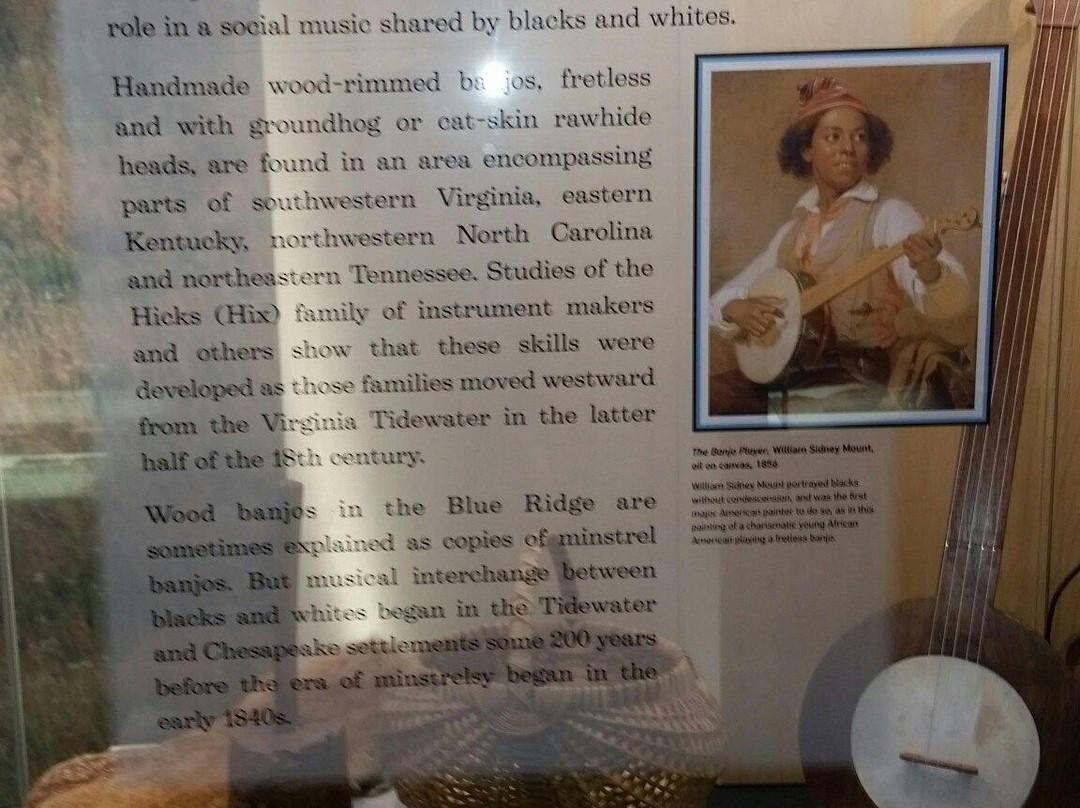 role in a social music shared by blacks and whites.
Handmade wood-rimmed banjos, fretless
and with groundhog or cat-skin rawhide
heads, are found in an area encompassing
parts of southwestern Virginia, eastern
Kentucky, northwestern North Carolina
and northeastern Tennessee. Studies of the
Hicks (Hix) family of instrument makers
and others show that these skills were
developed as those families moved westward
from the Virginia Tidewater in the latter
half of the 18th century.
Wood banjos in the Blue Ridge are
sometimes explained as copies of minstrel
banjos. But musical interchange between
blacks and whites began in the Tidewater
and Chesapeake settlements some 200 years
before the era of minstrelsy began in the
early 1840s.
The Banjo Player, William Sidney Mount,
oil on canvas, 1856
William Sidney Mount portrayed blacks
without condescension, and was the first
major American painter to do so, as in this
painting of a charismatic young African
American playing a fretless banjo.